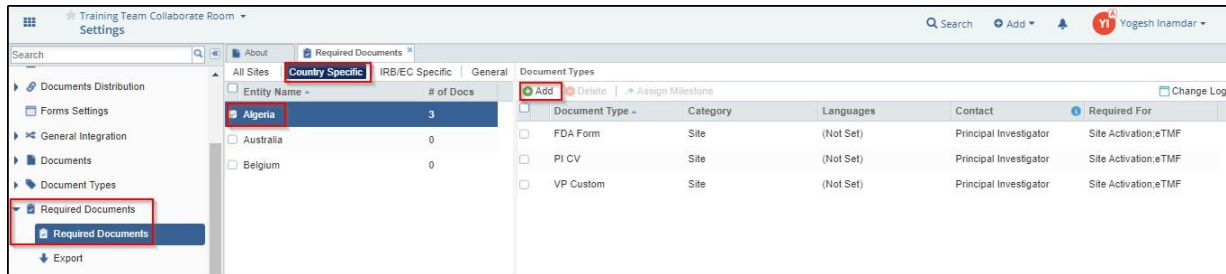 Training Team Collaborate Room
Settings
Search
Add
YI
A
Yogesh Inamdar
Search
About
Required Documents
Documents Distribution
Forms Settings
General Integration
Documents
Document Types
Required Documents
Required Documents
Export
All Sites Country Specific IRB/EC Specific General
Entity Name # of Docs
Algeria 3
Australia 0
Belgium 0
Document Types
Add Delete Assign Milestone Change Log
Document Type Category Languages Contact Required For
FDA Form Site (Not Set) Principal Investigator Site Activation;eTMF
PI CV Site (Not Set) Principal Investigator Site Activation;eTMF
VP Custom Site (Not Set) Principal Investigator Site Activation;eTMF